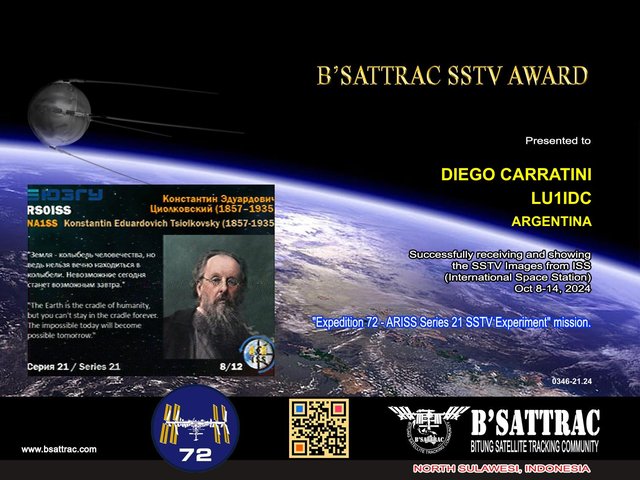 B'SATTRAC SSTV AWARD
Presented to
DIEGO CARRATINI
LU1IDC
ARGENTINA
Successfully receiving and showing
the SSTV Images from ISS
(International Space Station)
Oct 8-14, 2024
"Expedition 72 - ARISS Series 21 SSTV Experiment" mission.
0346-21.24
ЮЗГУ
RS0ISS
NA1SS
Константин Эдуардович
Циолковский (1857-1935
Konstantin Eduardovich Tsiolkovsky (1857-1935
"Земля - колыбель человечества, но
ведь нельзя вечно находиться в
колыбели. Невозможное сегодня
станет возможным завтра."
"The Earth is the cradle of humanity,
but you can't stay in the cradle forever.
The impossible today will become
possible tomorrow."
Серия 21 / Series 21
8/12
www.bsattrac.com
72
B'SATTRAC
B'SATTRAC
BITUNG SATELLITE TRACKING COMMUNITY
NORTH SULAWESI, INDONESIA